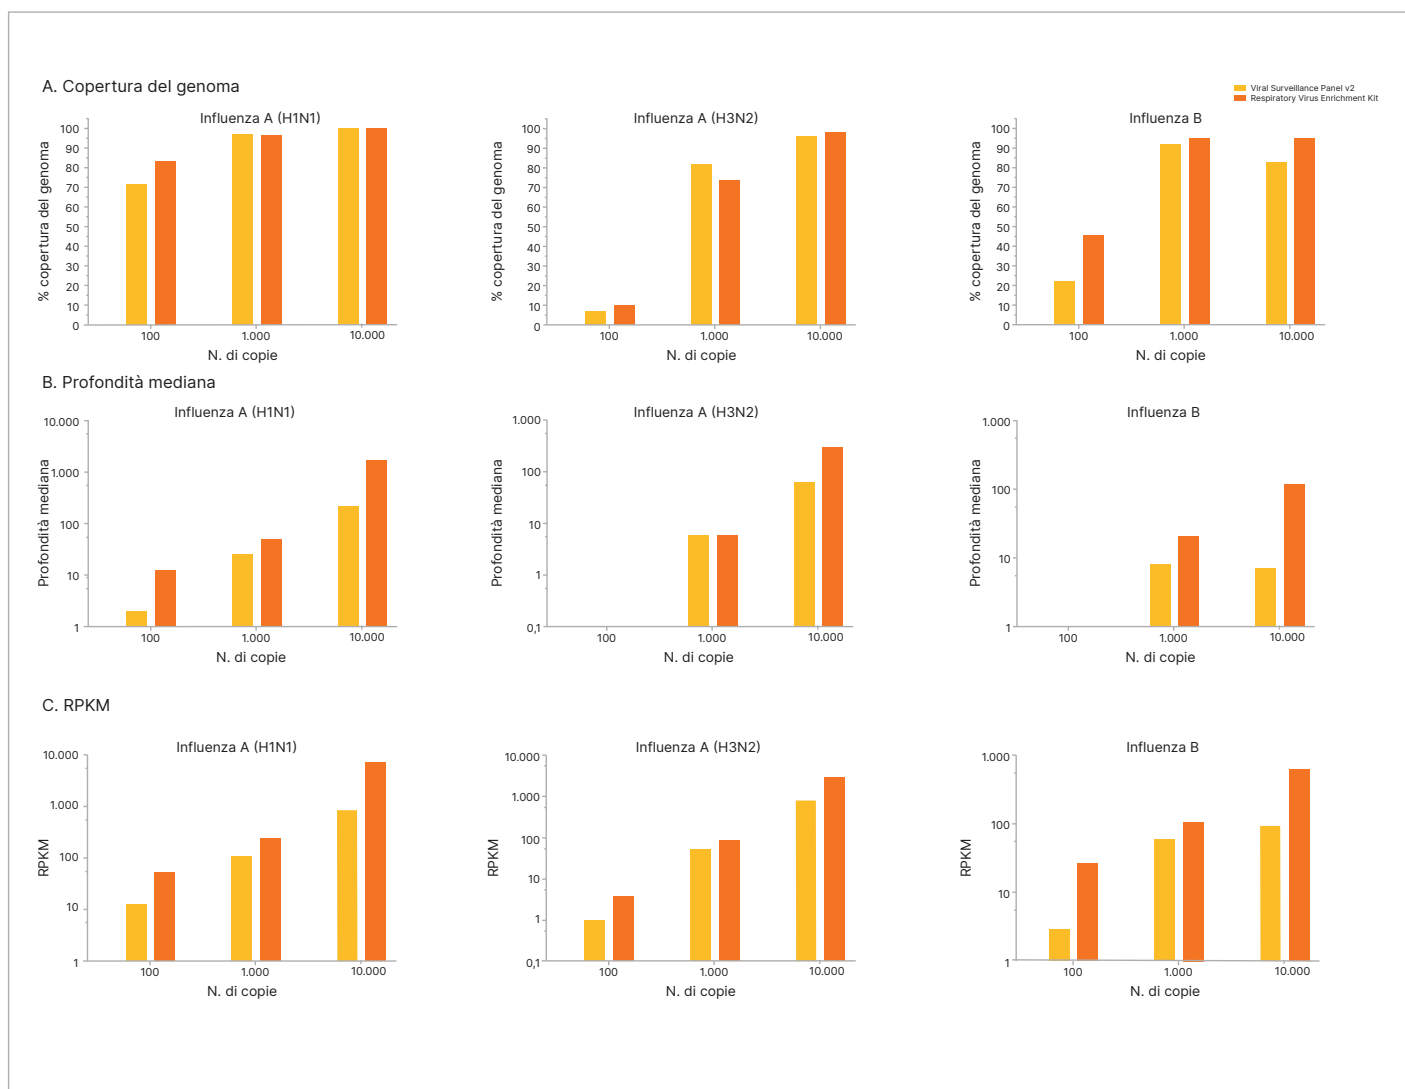 A. Copertura del genoma
Viral Surveillance Panel v2
Respiratory Virus Enrichment Kit
Influenza A (H1N1)
% copertura del genoma
100
90
80
70
60
50
40
30
20
10
0
100
1.000
10.000
N. di copie
Influenza A (H3N2)
% copertura del genoma
100
90
80
70
60
50
40
30
20
10
0
100
1.000
10.000
N. di copie
Influenza B
% copertura del genoma
100
90
80
70
60
50
40
30
20
10
0
100
1.000
10.000
N. di copie
B. Profondità mediana
Influenza A (H1N1)
Profondità mediana
10.000
1.000
100
10
1
100
1.000
10.000
N. di copie
Influenza A (H3N2)
Profondità mediana
1.000
100
10
1
0,1
100
1.000
10.000
N. di copie
Influenza B
Profondità mediana
1.000
100
10
1
100
1.000
10.000
N. di copie
C. RPKM
Influenza A (H1N1)
RPKM
10.000
1.000
100
10
1
100
1.000
10.000
N. di copie
Influenza A (H3N2)
RPKM
10.000
1.000
100
10
1
0,1
100
1.000
10.000
N. di copie
Influenza B
RPKM
1.000
100
10
1
100
1.000
10.000
N. di copie